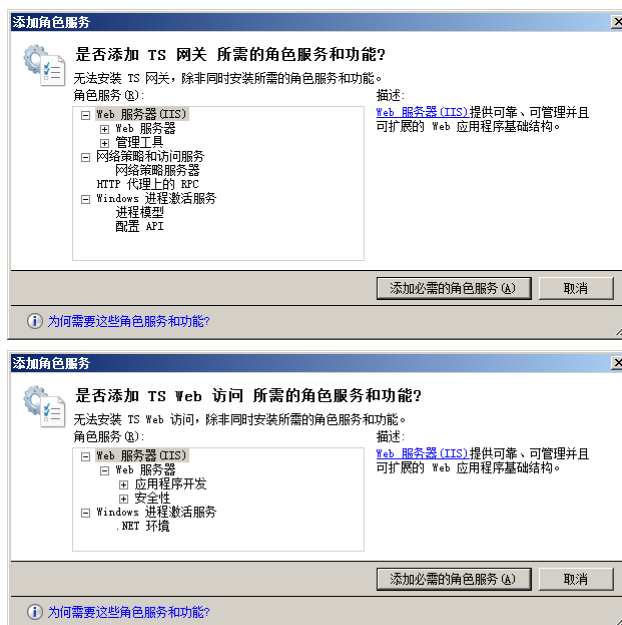 添加角色服务
是否添加 TS 网关 所需的角色服务和功能?
无法安装 TS 网关，除非同时安装所需的角色服务和功能。
角色服务(R):
描述:
Web 服务器(IIS)
Web 服务器
管理工具
网络策略和访问服务
网络策略服务器
HTTP 代理上的 RPC
Windows 进程激活服务
进程模型
配置 API
Web 服务器(IIS)提供可靠、可管理并且
可扩展的 Web 应用程序基础结构。
添加必需的角色服务(A)
取消
为何需要这些角色服务和功能?
添加角色服务
是否添加 TS Web 访问 所需的角色服务和功能?
无法安装 TS Web 访问，除非同时安装所需的角色服务和功能。
角色服务(R):
描述:
Web 服务器(IIS)
Web 服务器
应用程序开发
安全性
Windows 进程激活服务
.NET 环境
Web 服务器(IIS)提供可靠、可管理并且
可扩展的 Web 应用程序基础结构。
添加必需的角色服务(A)
取消
为何需要这些角色服务和功能?